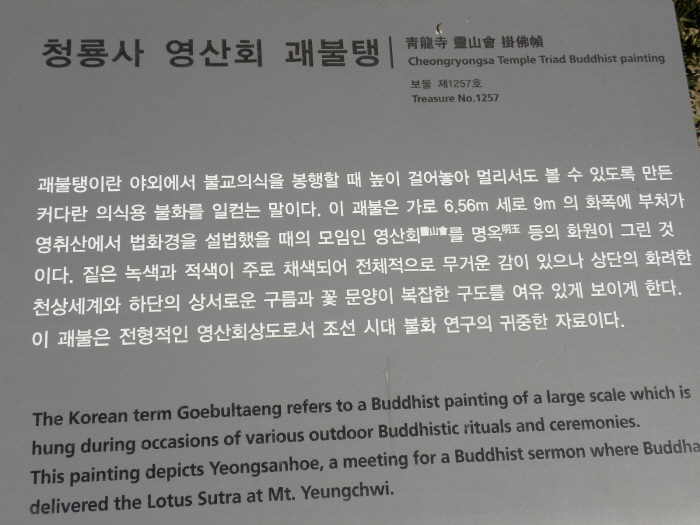 청룡사 영산회 괘불탱
靑龍寺 靈山會 掛佛幀
Cheongryongsa Temple Triad Buddhist painting
보물 제1257호
Treasure No.1257
괘불탱이란 야외에서 불교의식을 봉행할 때 높이 걸어놓아 멀리서도 볼 수 있도록 만든
커다란 의식용 불화를 일컫는 말이다. 이 괘불은 가로 6.56m 세로 9m 의 화폭에 부처가
영취산에서 법화경을 설법했을 때의 모임인 영산회靈山會를 명옥明玉 등의 화원이 그린 것
이다. 짙은 녹색과 적색이 주로 채색되어 전체적으로 무거운 감이 있으나 상단의 화려한
천상세계와 하단의 상서로운 구름과 꽃 문양이 복잡한 구도를 여유 있게 보이게 한다.
이 괘불은 전형적인 영산회상도로서 조선 시대 불화 연구의 귀중한 자료이다.
The Korean term Goebultaeng refers to a Buddhist painting of a large scale which is
hung during occasions of various outdoor Buddhistic rituals and ceremonies.
This painting depicts Yeongsanhoe, a meeting for a Buddhist sermon where Buddha
delivered the Lotus Sutra at Mt. Yeungchwi.